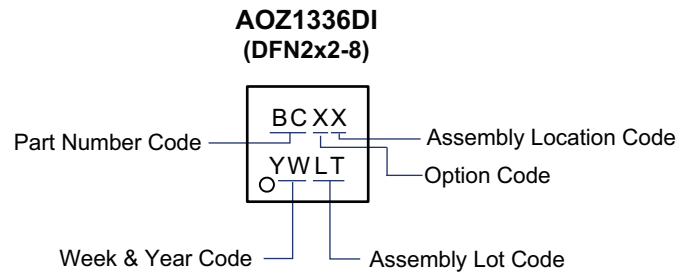 AOZ1336DI
(DFN2x2-8)
BCXX
Part Number Code
Assembly Location Code
YWLT
Option Code
Week & Year Code
Assembly Lot Code